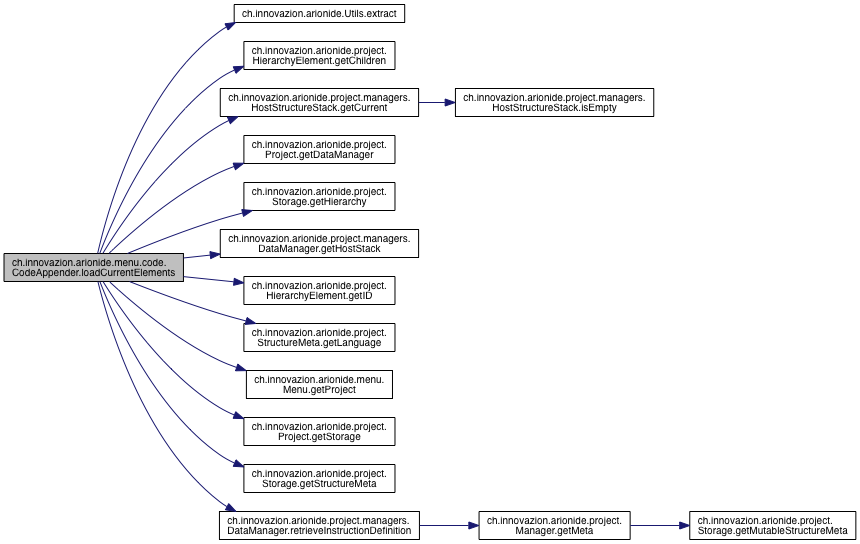 ch.innovazion.arionide.Utils.extract
ch.innovazion.arionide.project.
HierarchyElement.getChildren
ch.innovazion.arionide.project.managers.
HostStructureStack.getCurrent
ch.innovazion.arionide.project.managers.
HostStructureStack.isEmpty
ch.innovazion.arionide.project.
Project.getDataManager
ch.innovazion.arionide.project.
Storage.getHierarchy
ch.innovazion.arionide.project.managers.
DataManager.getHostStack
ch.innovazion.arionide.menu.code.
CodeAppender.loadCurrentElements
ch.innovazion.arionide.project.
HierarchyElement.getID
ch.innovazion.arionide.project.
StructureMeta.getLanguage
ch.innovazion.arionide.menu.
Menu.getProject
ch.innovazion.arionide.project.
Project.getStorage
ch.innovazion.arionide.project.
Storage.getStructureMeta
ch.innovazion.arionide.project.managers.
DataManager.retrieveInstructionDefinition
ch.innovazion.arionide.project.
Manager.getMeta
ch.innovazion.arionide.project.
Storage.getMutableStructureMeta